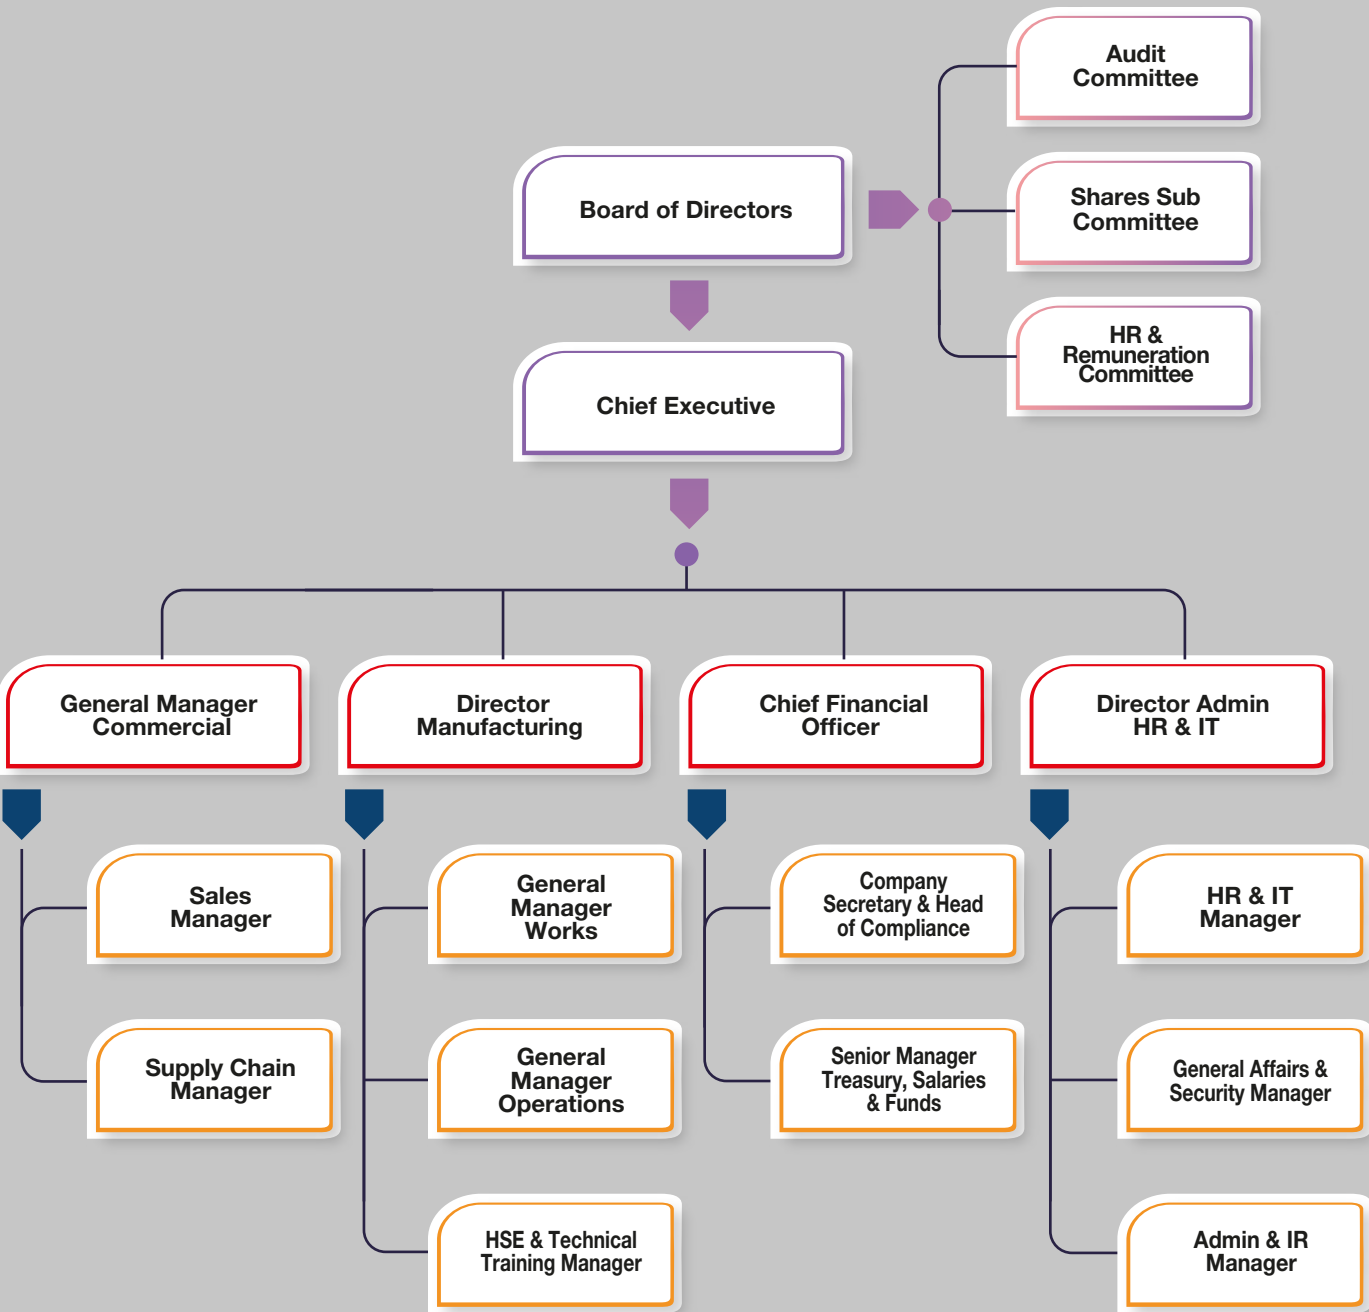 Audit
Committee
Board of Directors
Shares Sub
Committee
HR &
Remuneration
Committee
Chief Executive
General Manager
Commercial
Director
Manufacturing
Chief Financial
Officer
Director Admin
HR & IT
Sales
Manager
General
Manager
Works
Company
Secretary & Head
of Compliance
HR & IT
Manager
Supply Chain
Manager
General
Manager
Operations
Senior Manager
Treasury, Salaries
& Funds
General Affairs &
Security Manager
HSE & Technical
Training Manager
Admin & IR
Manager